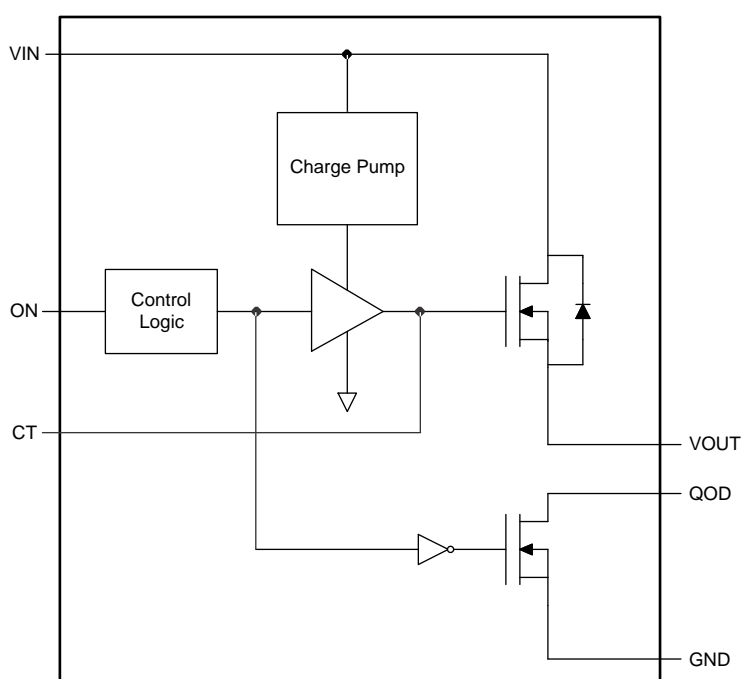 VIN
Charge Pump
ON
Control
Logic
CT
VOUT
QOD
GND